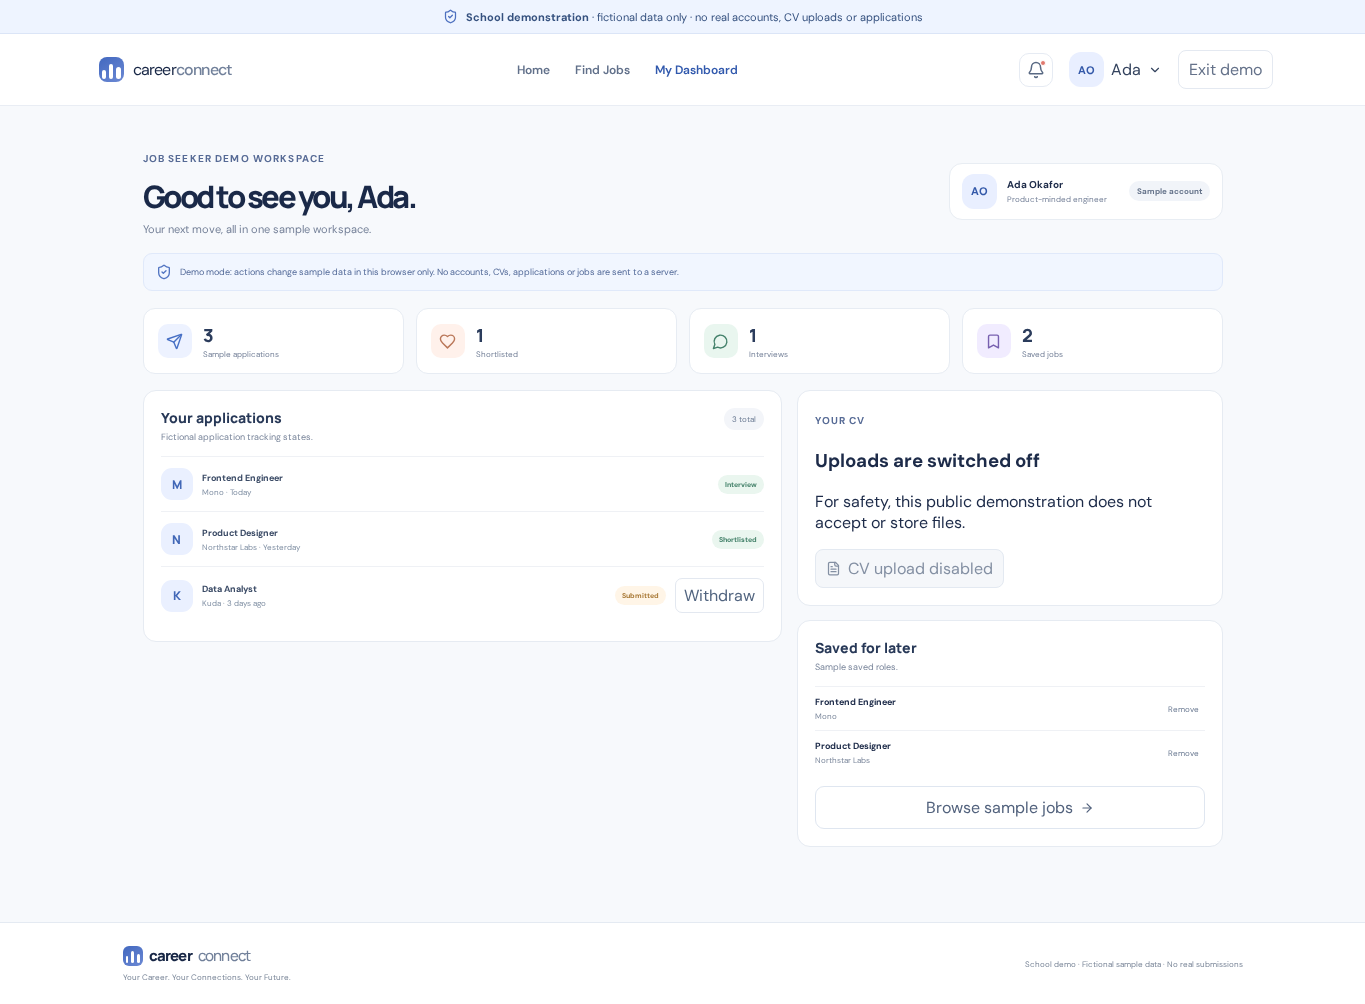 School demonstration · fictional data only · no real accounts, CV uploads or applications
careerconnect
Home
Find Jobs
My Dashboard
AO
Ada
Exit demo
JOB SEEKER DEMO WORKSPACE
Good to see you, Ada.
Your next move, all in one sample workspace.
AO
Ada Okafor
Product-minded engineer
Sample account
Demo mode: actions change sample data in this browser only. No accounts, CVs, applications or jobs are sent to a server.
3
Sample applications
1
Shortlisted
1
Interviews
2
Saved jobs
Your applications
Fictional application tracking states.
3 total
M
Frontend Engineer
Mono · Today
Interview
N
Product Designer
Northstar Labs · Yesterday
Shortlisted
K
Data Analyst
Kuda · 3 days ago
Submitted
Withdraw
YOUR CV
Uploads are switched off
For safety, this public demonstration does not
accept or store files.
CV upload disabled
Saved for later
Sample saved roles.
Frontend Engineer
Mono
Remove
Product Designer
Northstar Labs
Remove
Browse sample jobs
career connect
Your Career. Your Connections. Your Future.
School demo · Fictional sample data · No real submissions